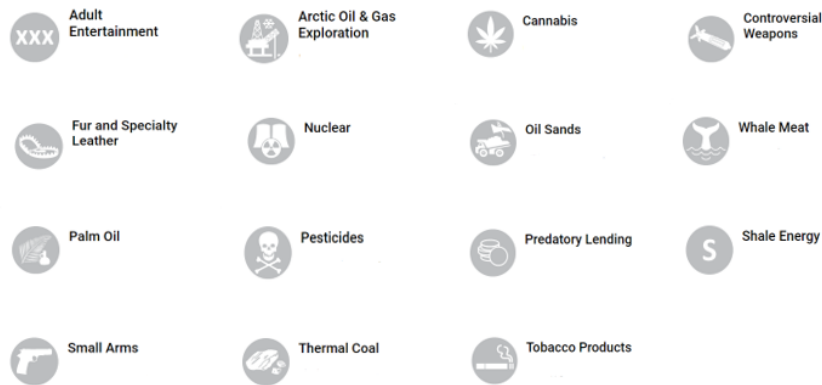 XXX
Adult
Entertainment
Arctic Oil & Gas
Exploration
Cannabis
Controversial
Weapons
Fur and Specialty
Leather
Nuclear
Oil Sands
Whale Meat
Palm Oil
Pesticides
Predatory Lending
S
Shale Energy
Small Arms
Thermal Coal
Tobacco Products